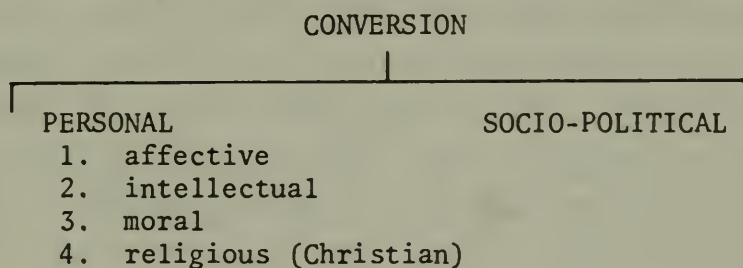 CONVERSION
PERSONAL SOCIO-POLITICAL
1. affective
2. intellectual
3. moral
4. religious (Christian)